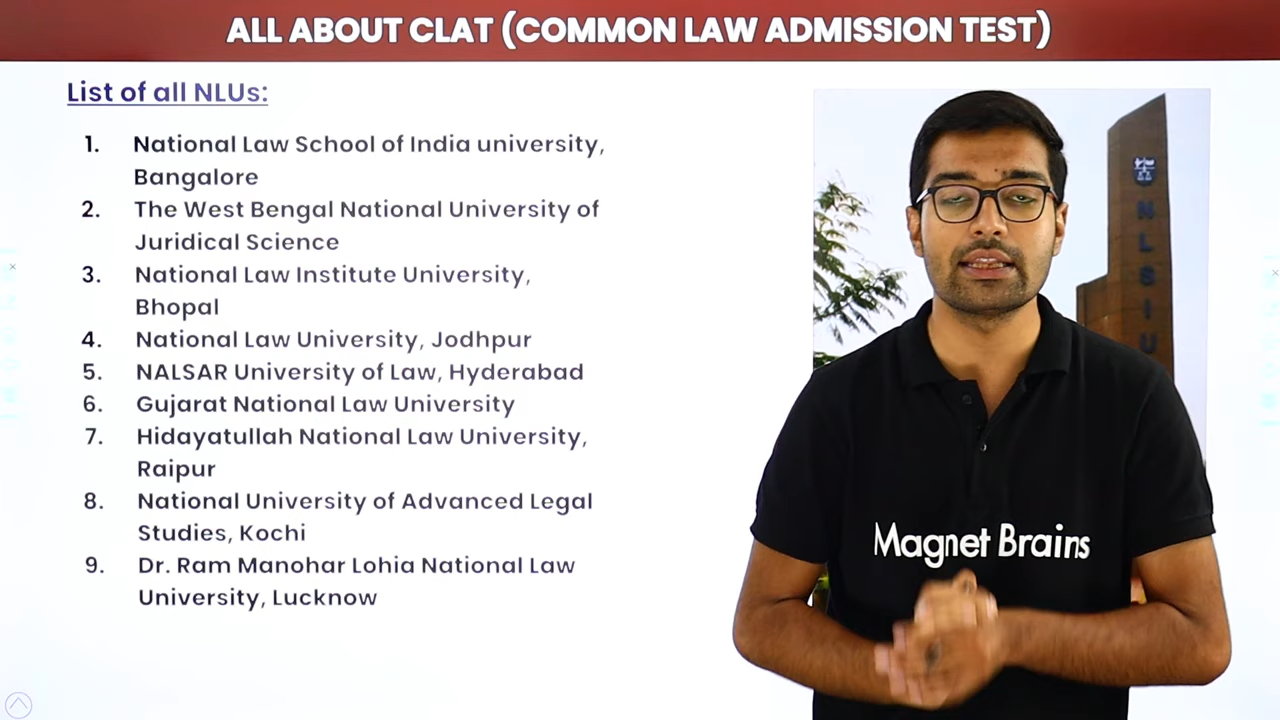 ALL ABOUT CLAT (COMMON LAW ADMISSION TEST)
List of all NLUs:
1. National Law School of India university,
Bangalore
2. The West Bengal National University of
Juridical Science
3. National Law Institute University,
Bhopal
4. National Law University, Jodhpur
5. NALSAR University of Law, Hyderabad
6. Gujarat National Law University
7. Hidayatullah National Law University,
Raipur
8. National University of Advanced Legal
Studies, Kochi
9. Dr. Ram Manohar Lohia National Law
University, Lucknow
NLSIU
Magnet Brains